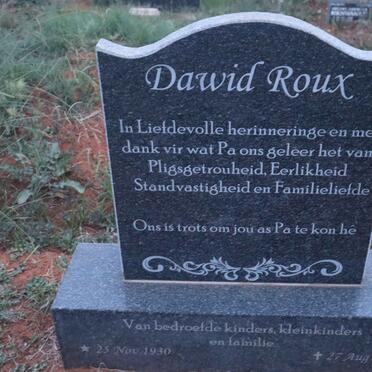 Dawid Roux
In Liefdevolle herinneringe en met
dank vir wat Pa ons geleer het van
Pligsgetrouheid, Eerlikheid
Standvastigheid en Familieliefde
Ons is trots om jou as Pa te kon hê
Van bedroefde kinders, kleinkinders
en familie
25 Nov 1930
27 Aug